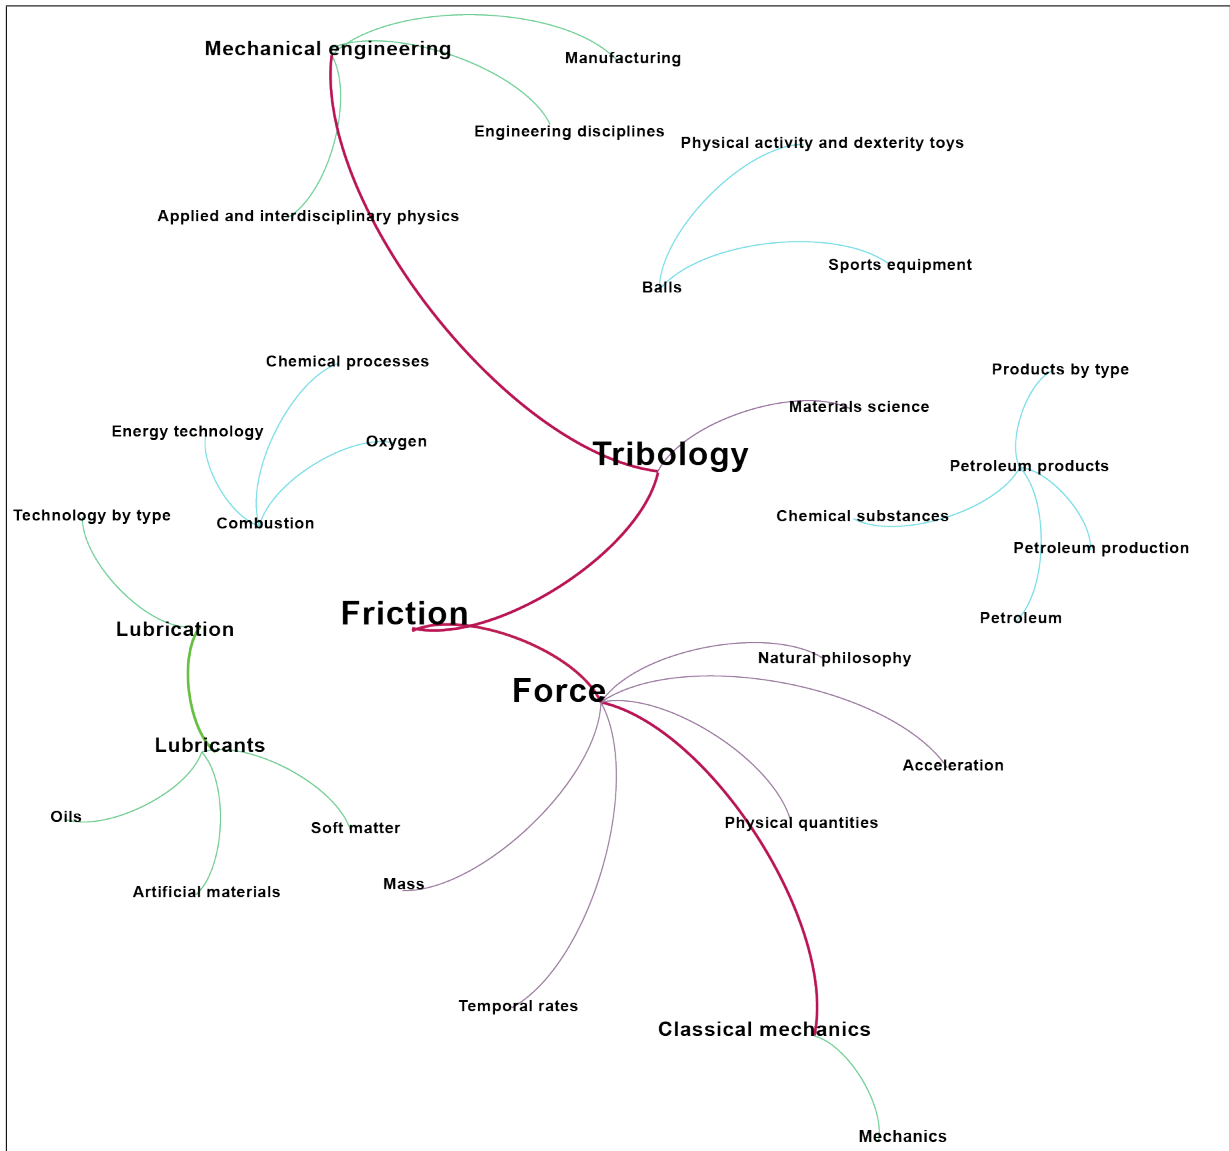 Mechanical engineering
Manufacturing
Engineering disciplines
Physical activity and dexterity toys
Applied and interdisciplinary physics
Sports equipment
Balls
Chemical processes
Products by type
Materials science
Energy technology
Oxygen
Tribology
Petroleum products
Technology by type
Combustion
Chemical substances
Petroleum production
Friction
Petroleum
Lubrication
Natural philosophy
Force
Lubricants
Acceleration
Oils
Soft matter
Physical quantities
Mass
Artificial materials
Temporal rates
Classical mechanics
Mechanics